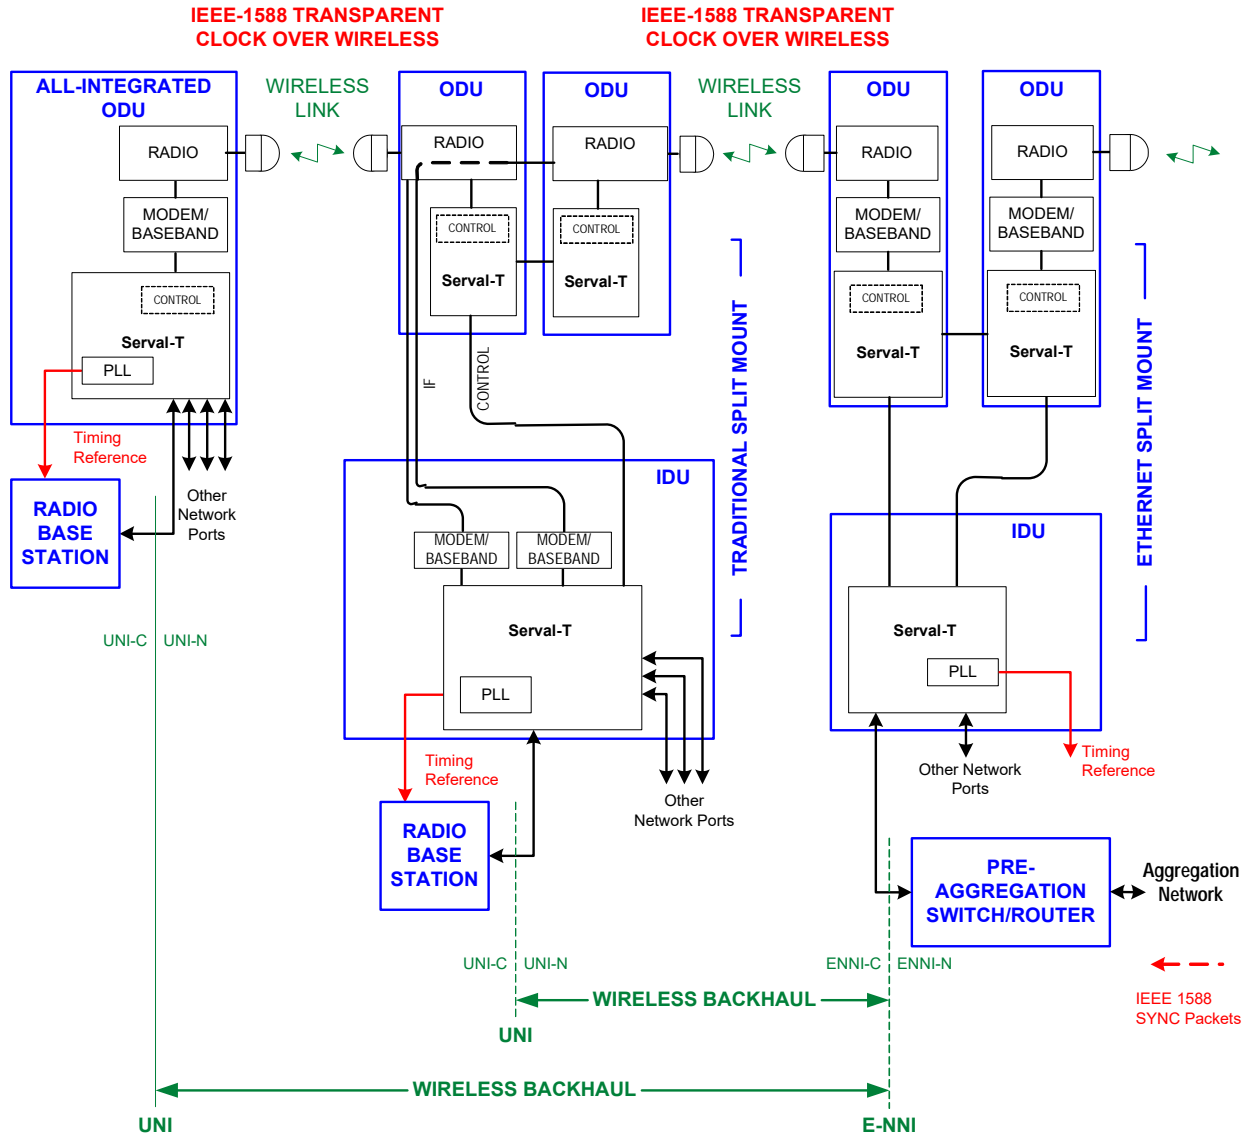 IEEE-1588 TRANSPARENT
CLOCK OVER WIRELESS
IEEE-1588 TRANSPARENT
CLOCK OVER WIRELESS
ALL-INTEGRATED
ODU
WIRELESS
LINK
ODU
ODU
WIRELESS
LINK
ODU
ODU
RADIO
RADIO
RADIO
RADIO
RADIO
MODEM/
BASEBAND
MODEM/
BASEBAND
MODEM/
BASEBAND
CONTROL
Serval-T
PLL
CONTROL
Serval-T
CONTROL
Serval-T
CONTROL
Serval-T
CONTROL
Serval-T
IF
CONTROL
TRADITIONAL SPLIT MOUNT
ETHERNET SPLIT MOUNT
Timing
Reference
RADIO
BASE
STATION
Other
Network
Ports
IDU
MODEM/
BASEBAND
MODEM/
BASEBAND
Serval-T
PLL
IDU
Serval-T
PLL
UNI-C
UNI-N
Timing
Reference
Other
Network Ports
Other Network
Ports
Timing
Reference
RADIO
BASE
STATION
PRE-
AGGREGATION
SWITCH/ROUTER
Aggregation
Network
UNI-C
UNI-N
ENNI-C
ENNI-N
IEEE 1588
SYNC Packets
WIRELESS BACKHAUL
UNI
WIRELESS BACKHAUL
UNI
E-NNI